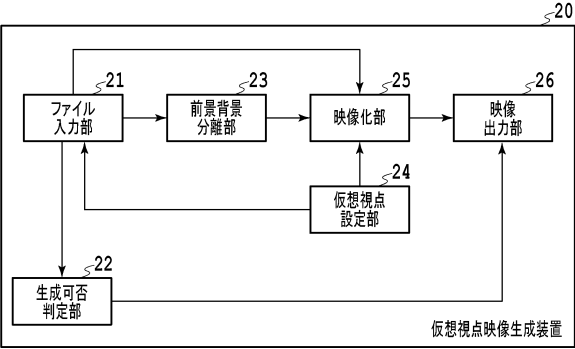 20
21
ファイル
入力部
23
前景背景
分離部
25
映像化部
26
映像
出力部
24
仮想視点
設定部
22
生成可否
判定部
仮想視点映像生成装置